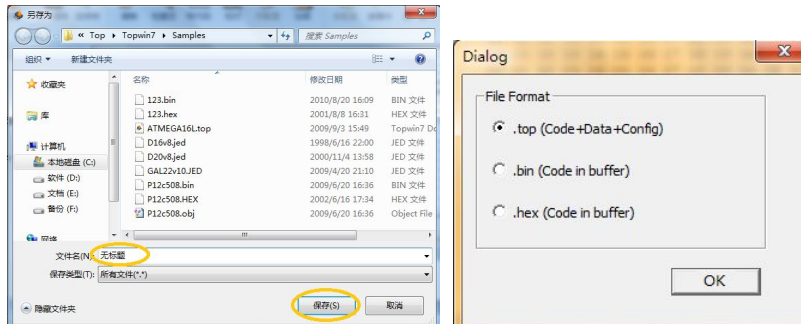 另存为
« Top ▸ Topwin7 ▸ Samples
搜索 Samples
组织 ▾ 新建文件夹
收藏夹
库
计算机
本地磁盘 (C:)
软件 (D:)
文档 (E:)
备份 (F:)
网络
名称 修改日期 类型
123.bin 2010/8/20 16:09 BIN 文件
123.hex 2001/8/8 16:31 HEX 文件
ATMEGA16L.top 2009/9/3 15:49 Topwin7 Do
D16v8.jed 1998/6/16 22:00 JED 文件
D20v8.jed 2000/11/4 13:58 JED 文件
GAL22v10.JED 2009/4/20 21:10 JED 文件
P12c508.bin 2009/6/20 16:36 BIN 文件
P12c508.HEX 2002/6/16 17:34 HEX 文件
P12c508.obj 2009/6/20 16:36 Object File
文件名(N): 无标题
保存类型(T): 所有文件(*.*)
隐藏文件夹
保存(S) 取消
Dialog
File Format
.top (Code+Data+Config)
.bin (Code in buffer)
.hex (Code in buffer)
OK